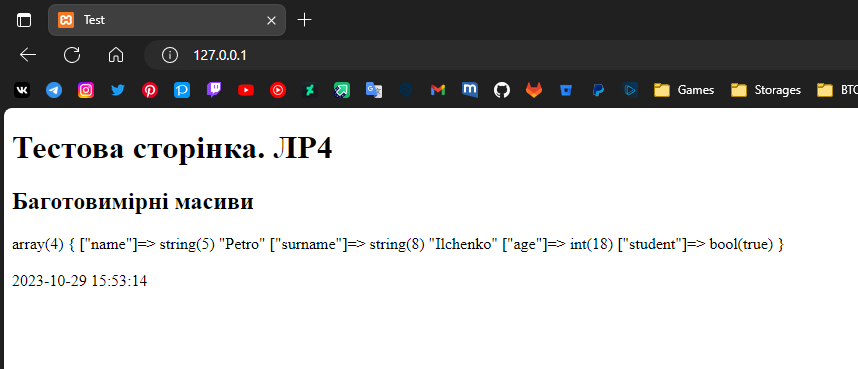 Test
127.0.0.1
Games
Storages
BTC
Тестова сторінка. ЛР4
Баготовимірні масиви
array(4) { ["name"]=> string(5) "Petro" ["surname"]=> string(8) "Ilchenko" ["age"]=> int(18) ["student"]=> bool(true) }
2023-10-29 15:53:14